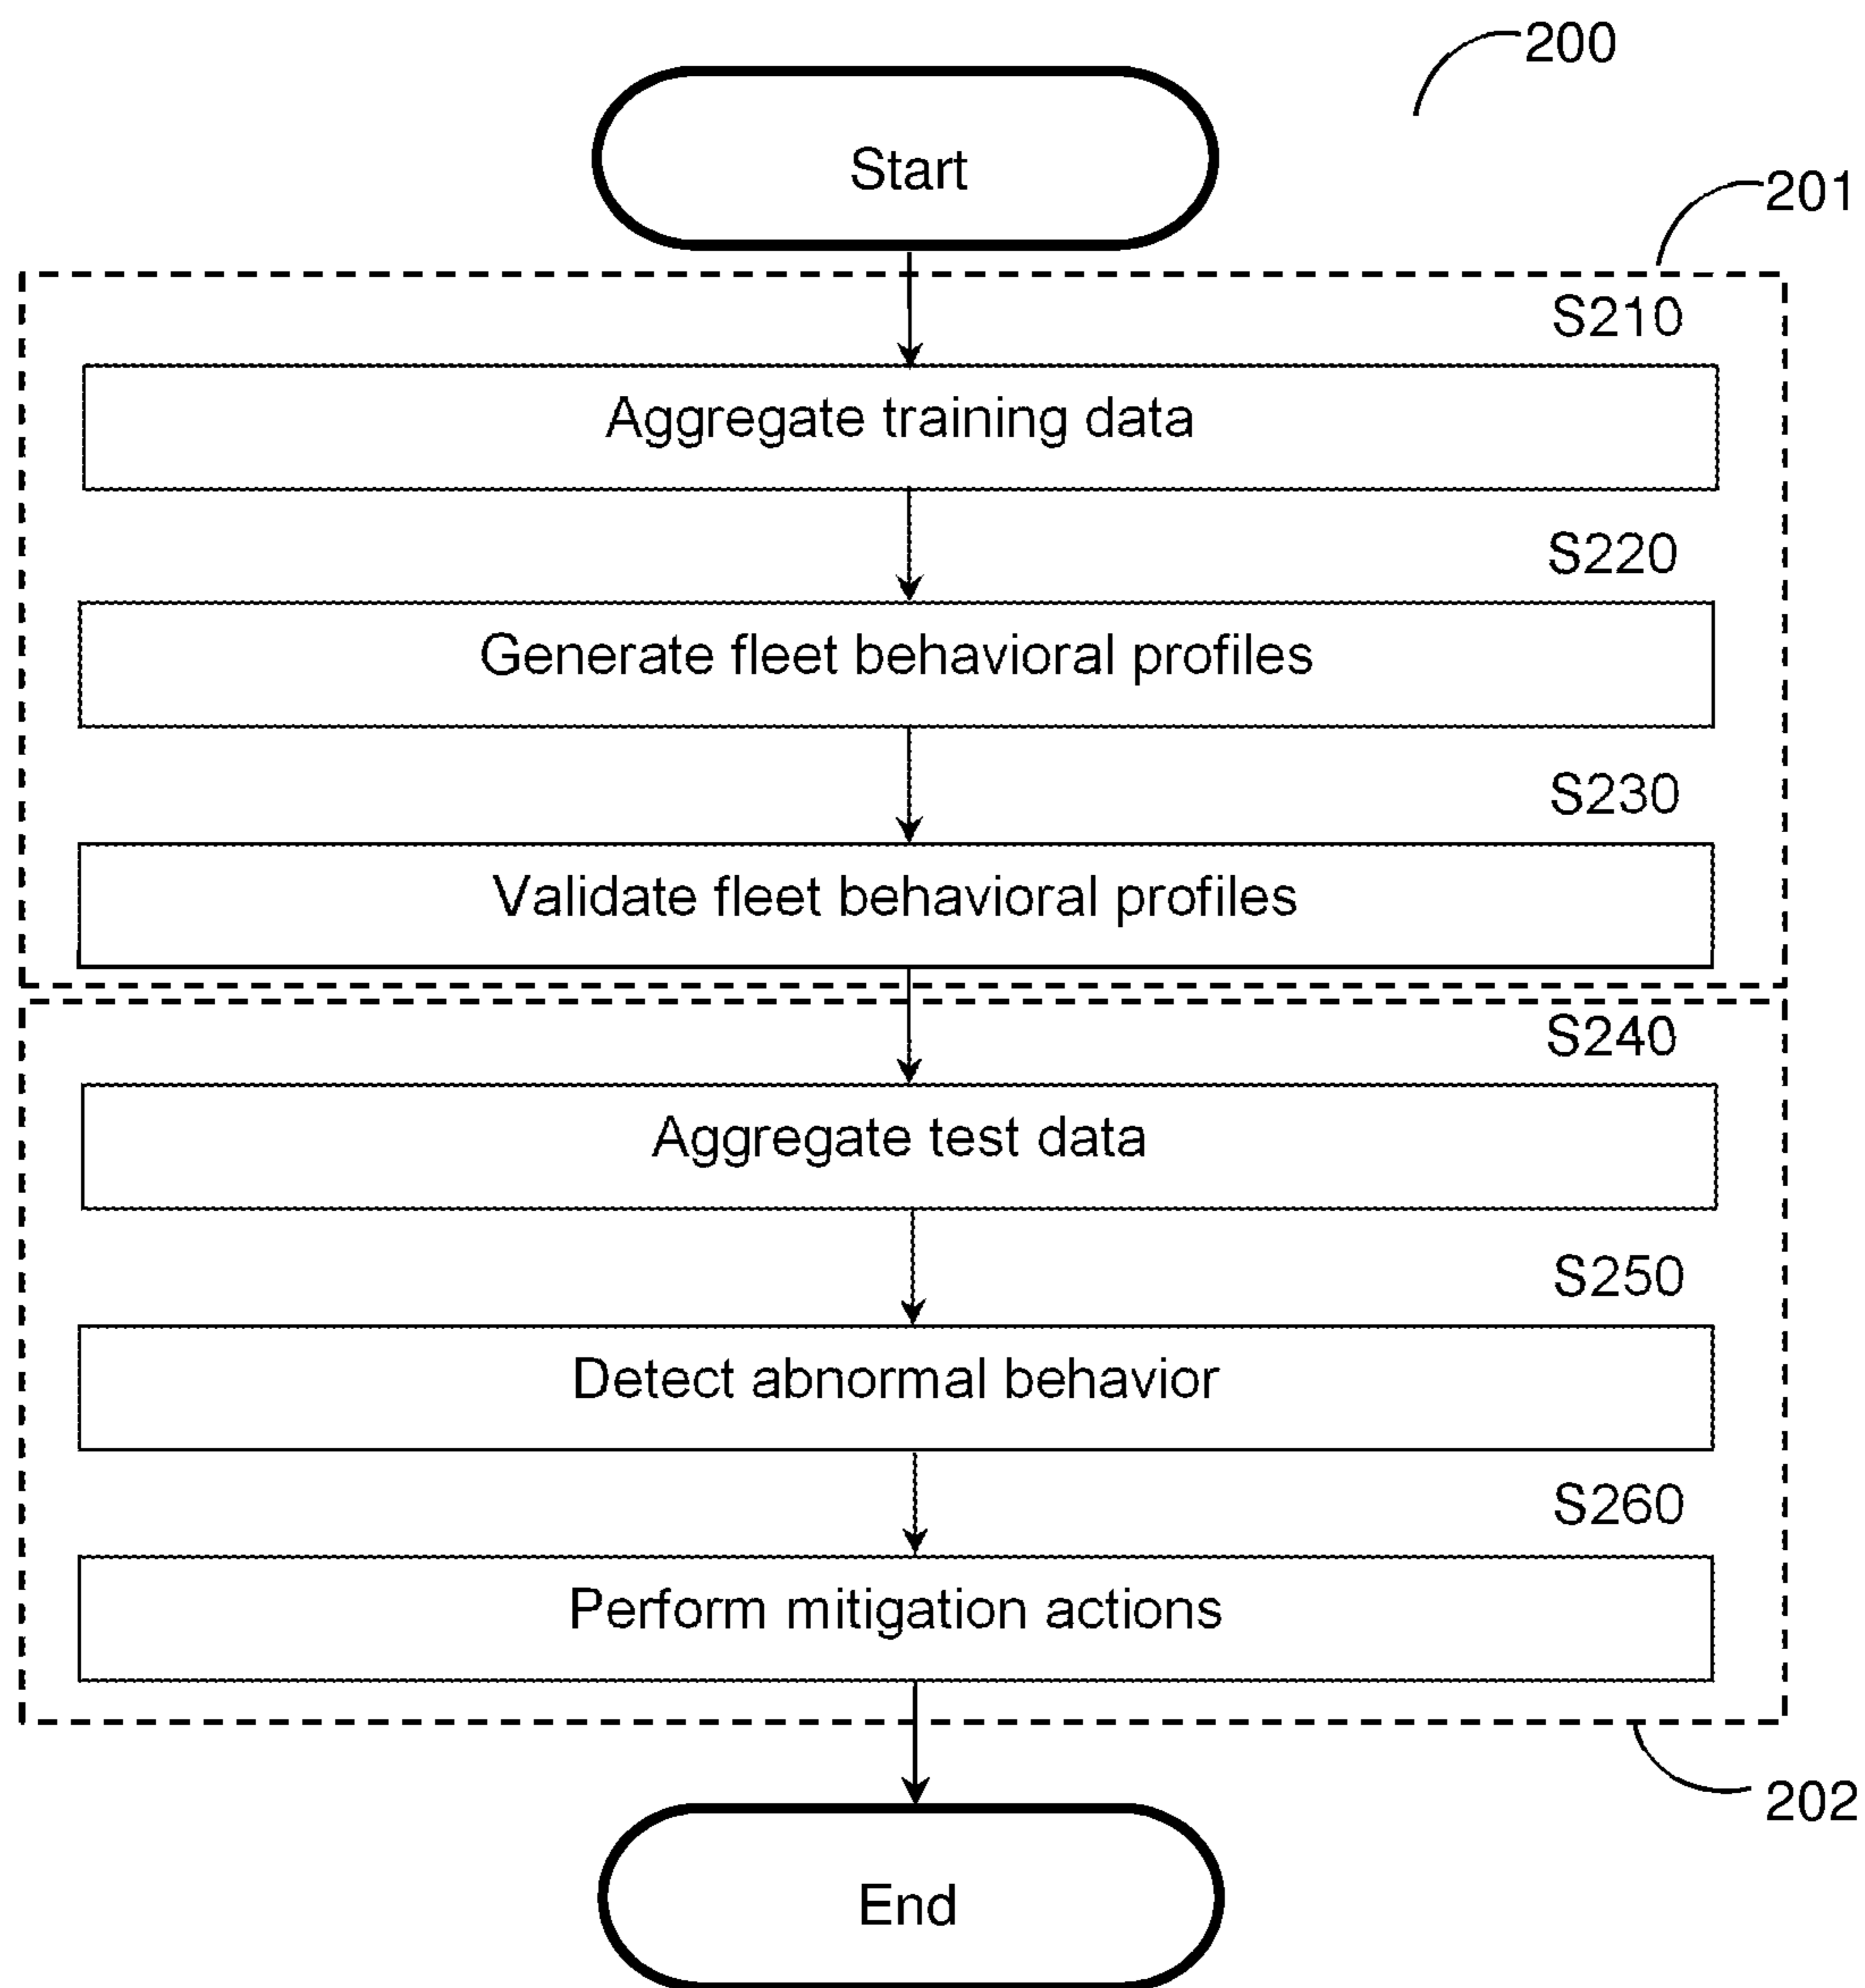 200
Start
201
S210
Aggregate training data
S220
Generate fleet behavioral profiles
S230
Validate fleet behavioral profiles
S240
Aggregate test data
S250
Detect abnormal behavior
S260
Perform mitigation actions
202
End